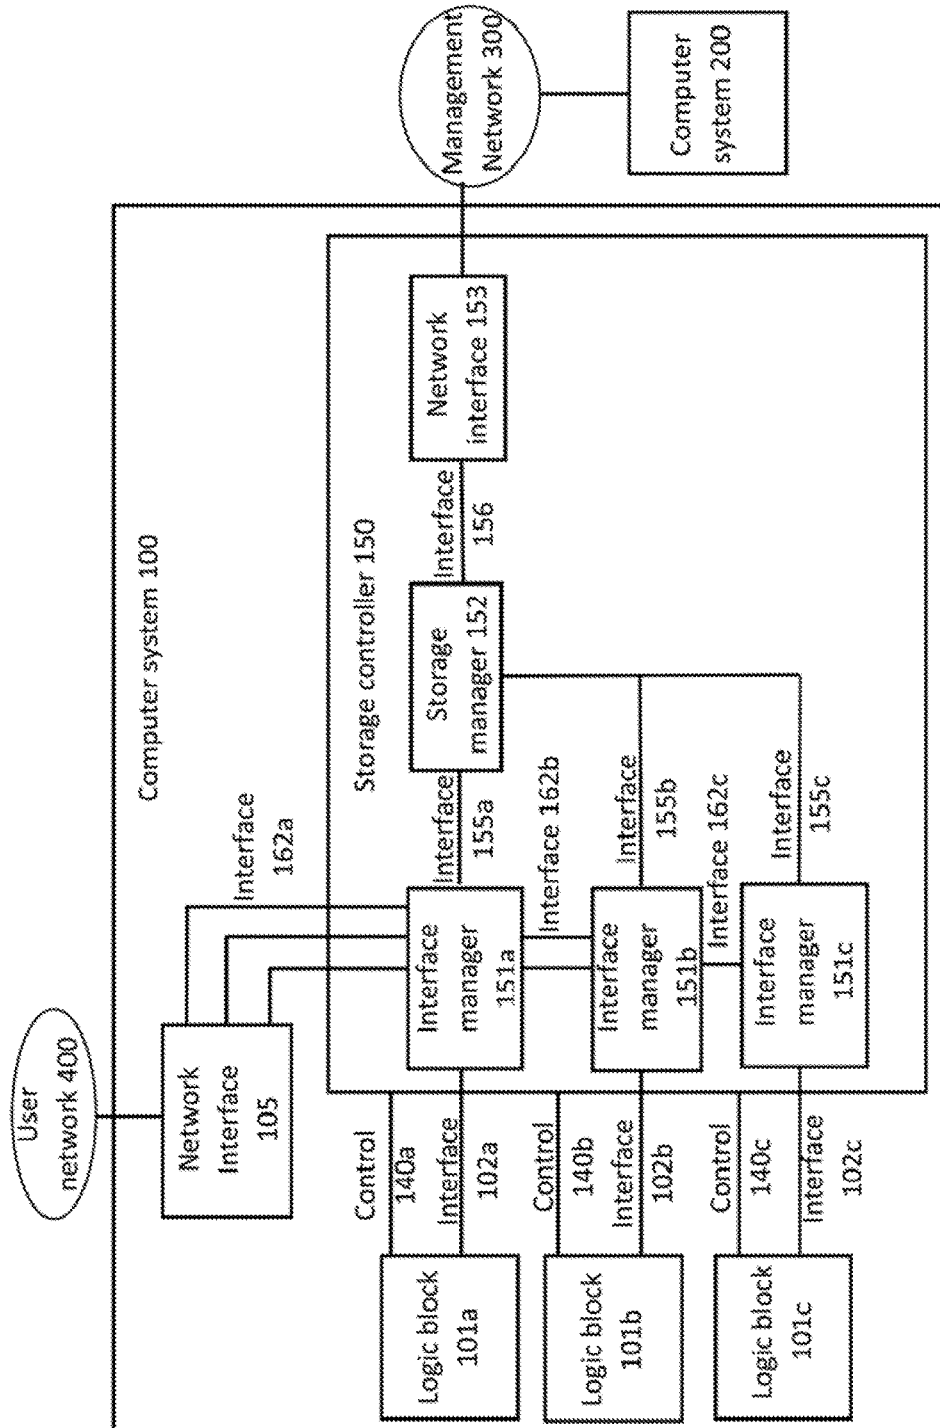 User
network 400
Computer system 100
Network
Interface
105
Interface
162a
Storage controller 150
Management
Network 300
Control
140a
Logic block
101a
Interface
102a
Interface
manager
151a
Interface
155a
Storage
manager 152
Interface
156
Network
interface 153
Interface 162b
Control
140b
Logic block
101b
Interface
102b
Interface
manager
151b
Interface
155b
Computer
system 200
Interface 162c
Control
140c
Logic block
101c
Interface
102c
Interface
manager
151c
Interface
155c